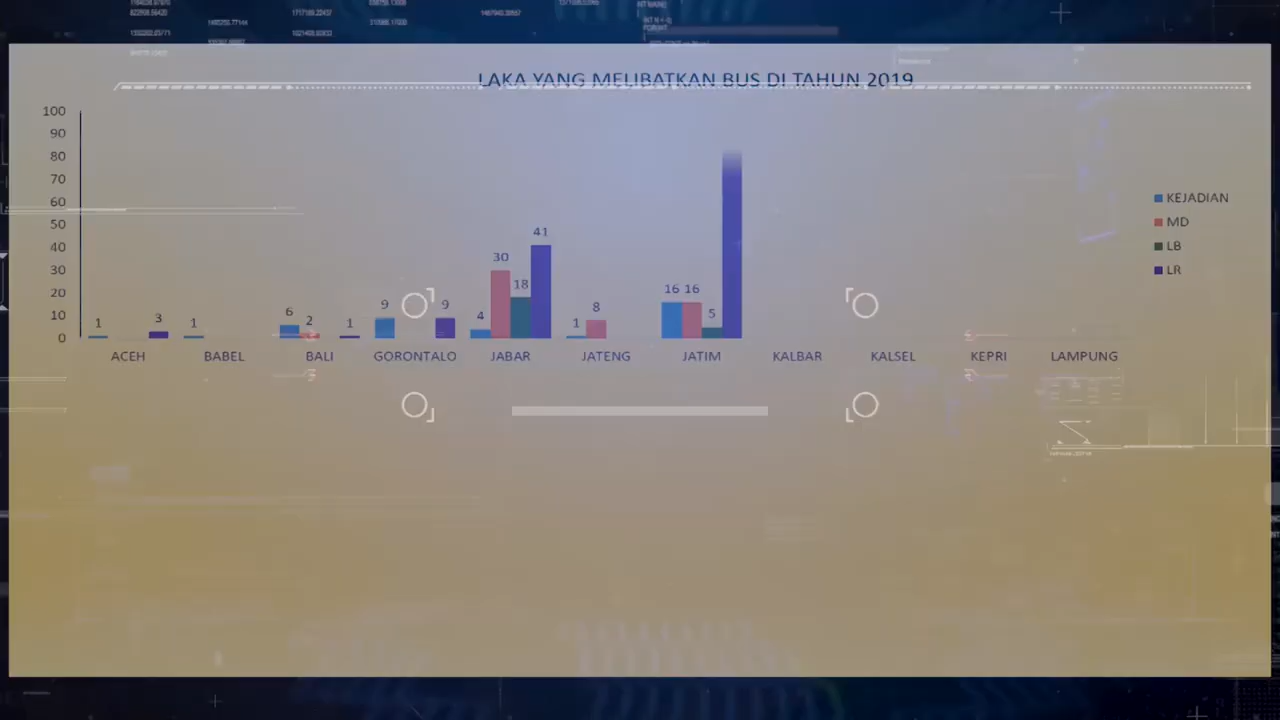 LAKA YANG MELIBATKAN BUS DI TAHUN 2019
100
90
80
70
60
50
40
30
20
10
0
1 3 1 6 2 1 9 9 4 30 18 41 1 8 16 16 5
ACEH BABEL BALI GORONTALO JABAR JATENG JATIM KALBAR KALSEL KEPRI LAMPUNG
KEJADIAN
MD
LB
LR